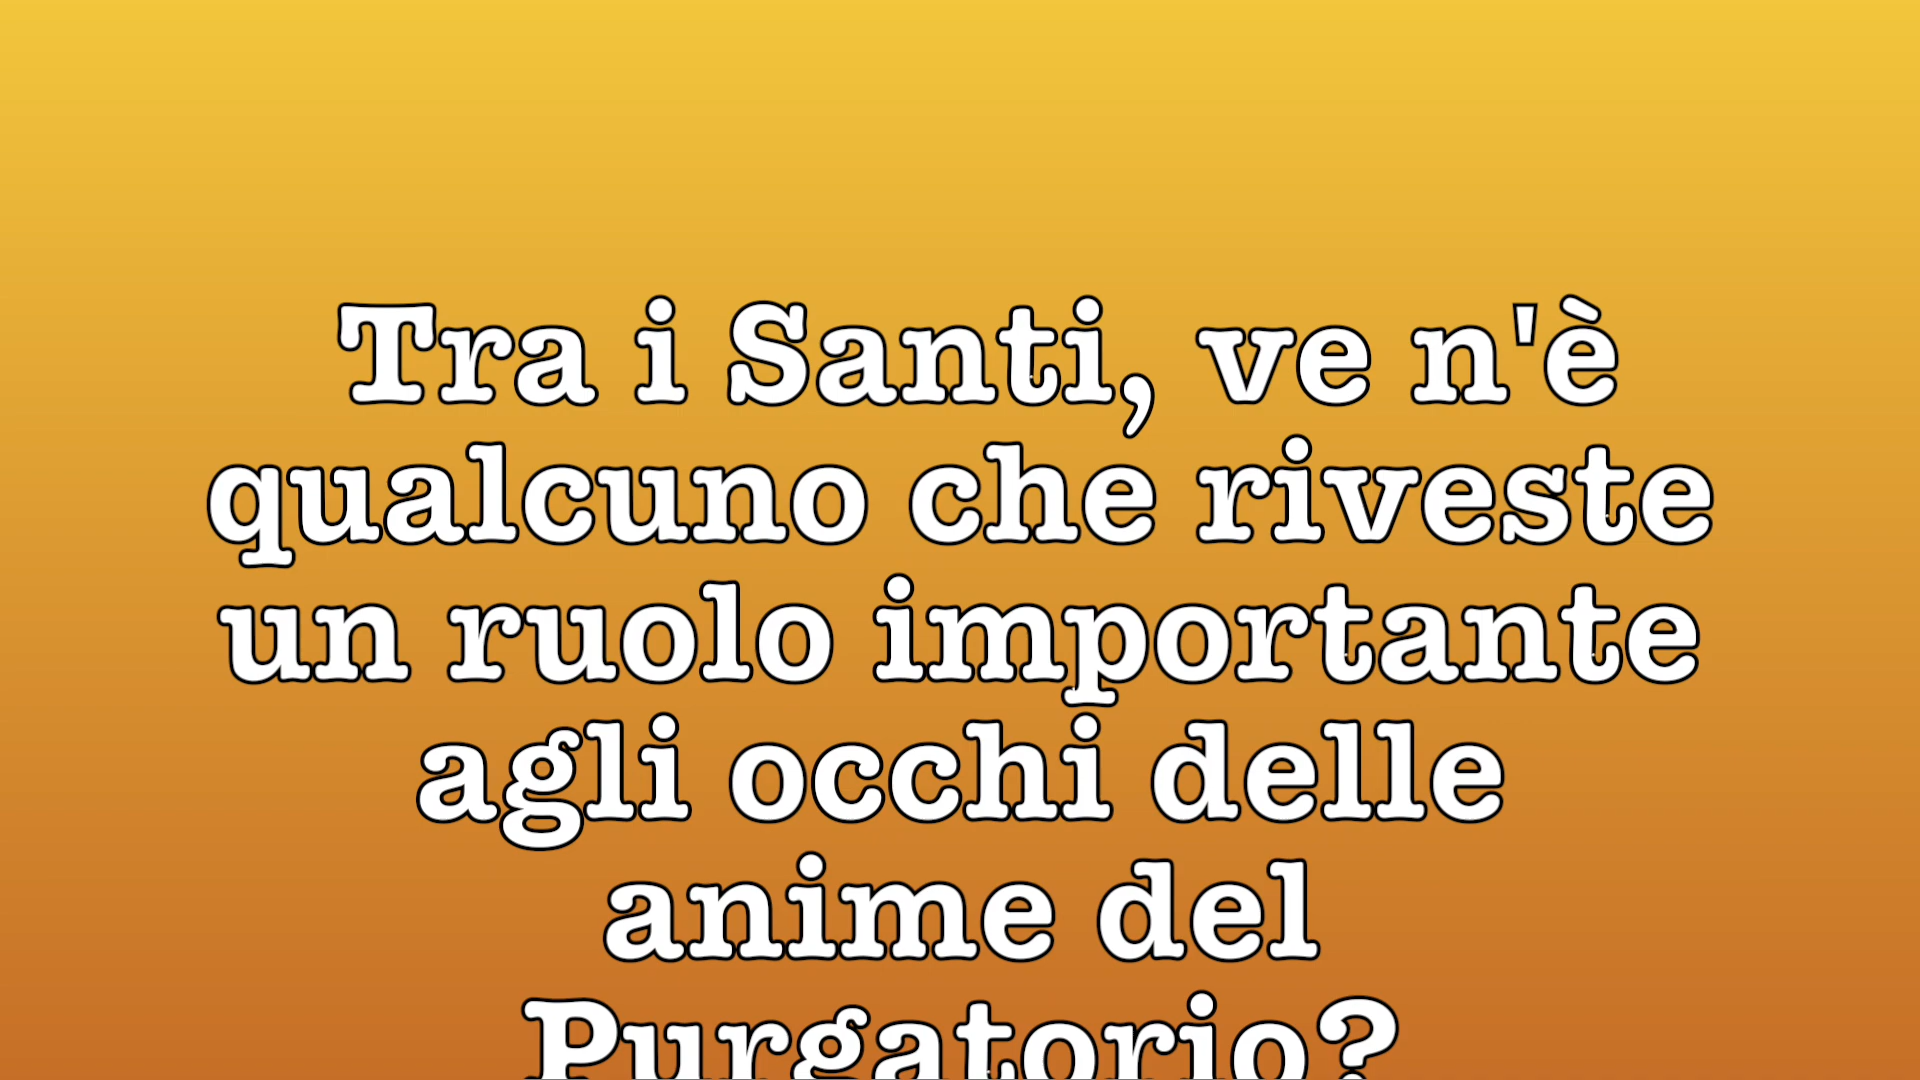 Tra i Santi, ve n'è
qualcuno che riveste
un ruolo importante
agli occhi delle
anime del
Purgatorio?